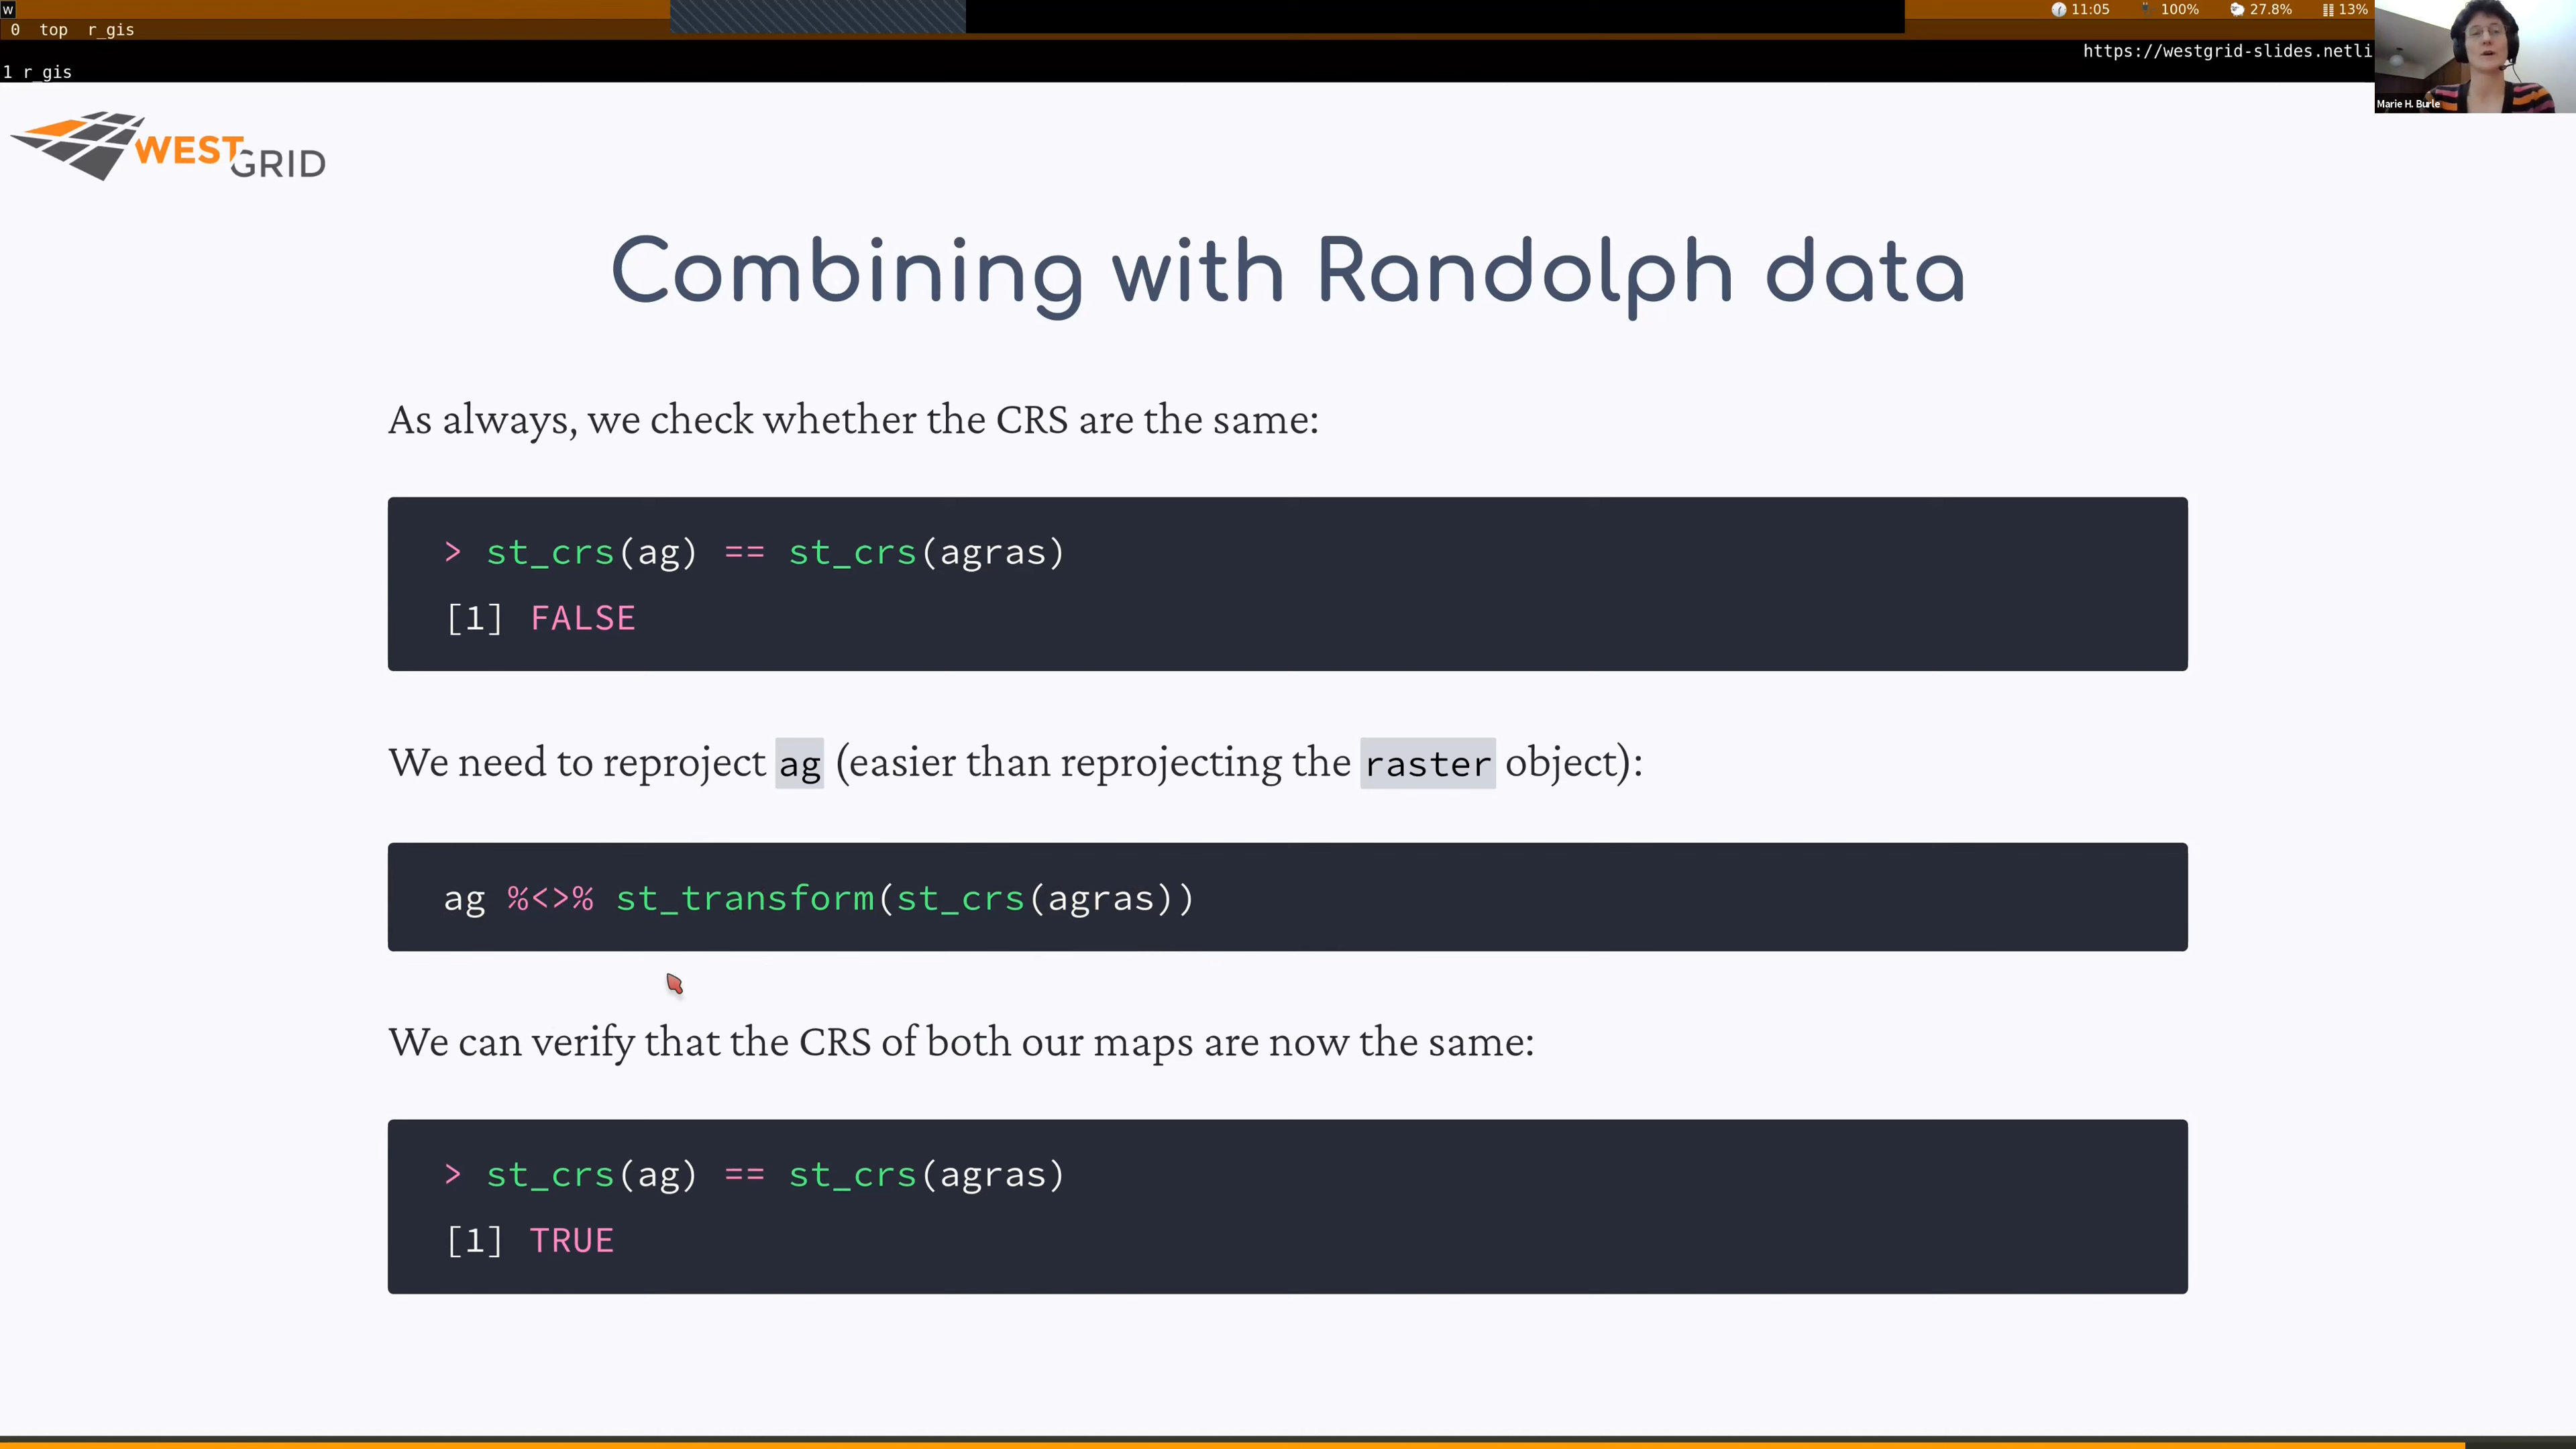 W
0 top r_gis
11:05 100% 27.8% 13%
https://westgrid-slides.netli
1 r_gis
Marie H. Burle
WESTGRID
Combining with Randolph data
As always, we check whether the CRS are the same:
> st_crs(ag) == st_crs(agras)
[1] FALSE
We need to reproject ag (easier than reprojecting the raster object):
ag %<>% st_transform(st_crs(agras))
We can verify that the CRS of both our maps are now the same:
> st_crs(ag) == st_crs(agras)
[1] TRUE